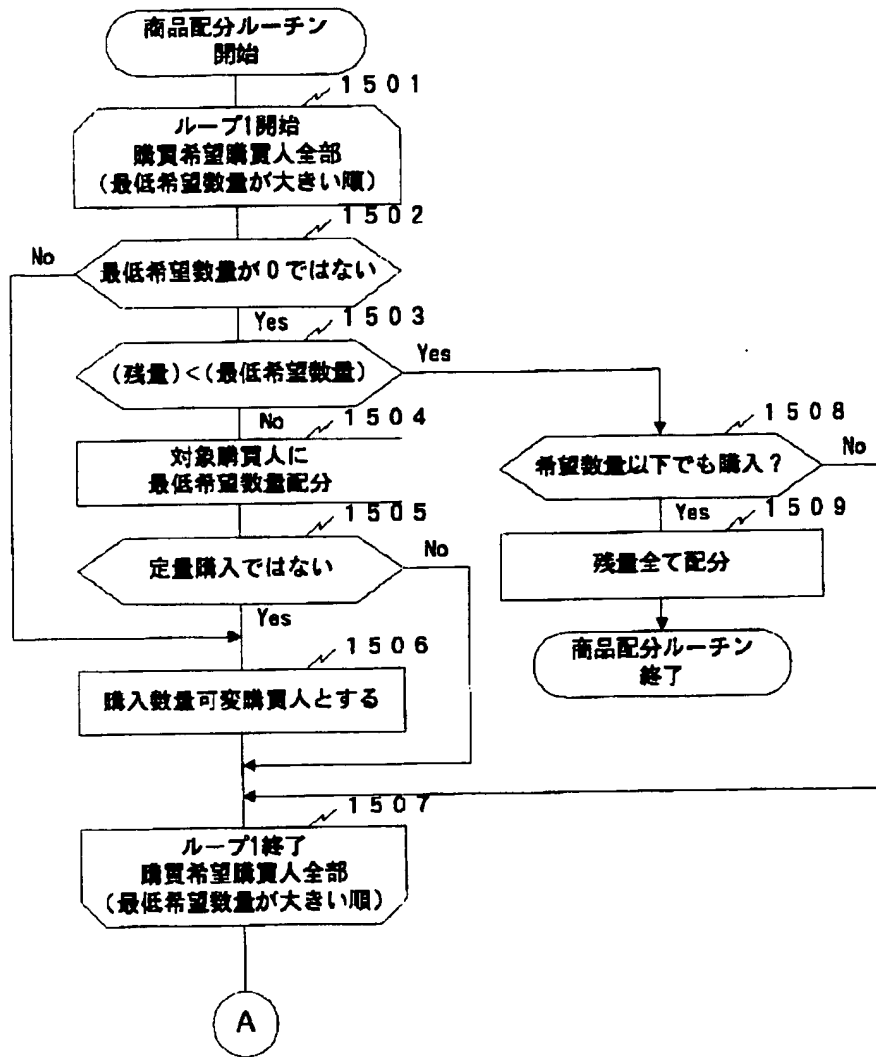 商品配分ルーチン
開始
1501
ループ1開始
購買希望購買人全部
(最低希望数量が大きい順)
1502
No
最低希望数量が0ではない
Yes
1503
(残量)<(最低希望数量)
Yes
No
1504
対象購買人に
最低希望数量配分
1505
定量購入ではない
No
Yes
1506
購入数量可変購買人とする
1507
ループ1終了
購買希望購買人全部
(最低希望数量が大きい順)
A
1508
希望数量以下でも購入?
No
Yes
1509
残量全て配分
商品配分ルーチン
終了